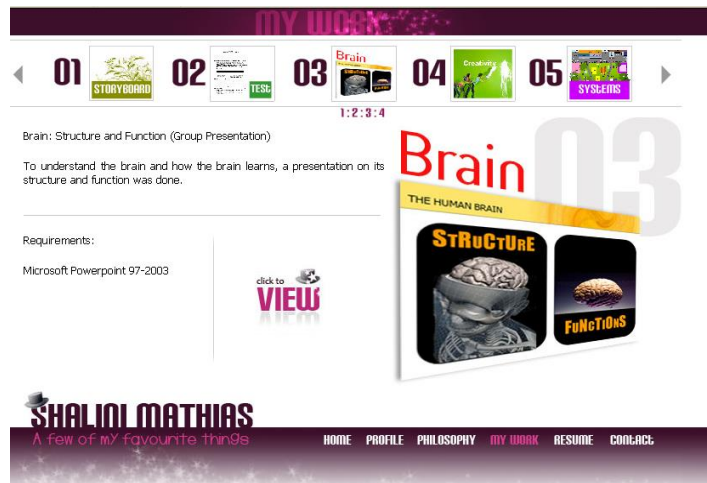 MY WORK
01 STORYBOARD 02 TEST 03 Brain 04 Creativity 05 SYSTEMS
1:2:3:4
Brain: Structure and Function (Group Presentation)
To understand the brain and how the brain learns, a presentation on its
structure and function was done.
Requirements:
Microsoft Powerpoint 97-2003
click to
VIEW
03
Brain
THE HUMAN BRAIN
STRuCTuRE
FuNcTIoNS
SHALINI MATHIAS
A few of mY favourite thin9s
HOME PROFILE PHILOSOPHY MY WORK RESUME CONTACT